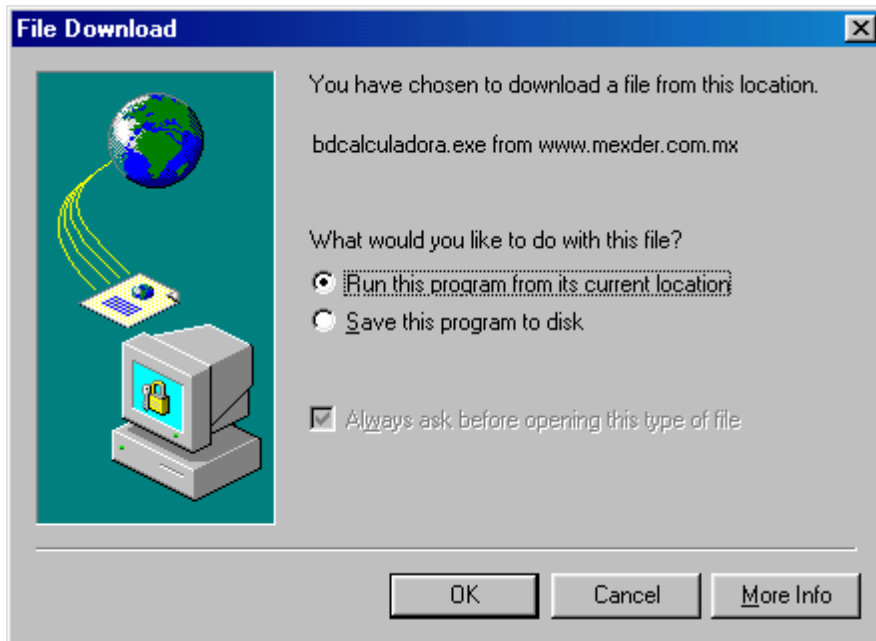 File Download
You have chosen to download a file from this location.
bdcalculadora.exe from www.mexder.com.mx
What would you like to do with this file?
Run this program from its current location
Save this program to disk
Always ask before opening this type of file
OK
Cancel
More Info